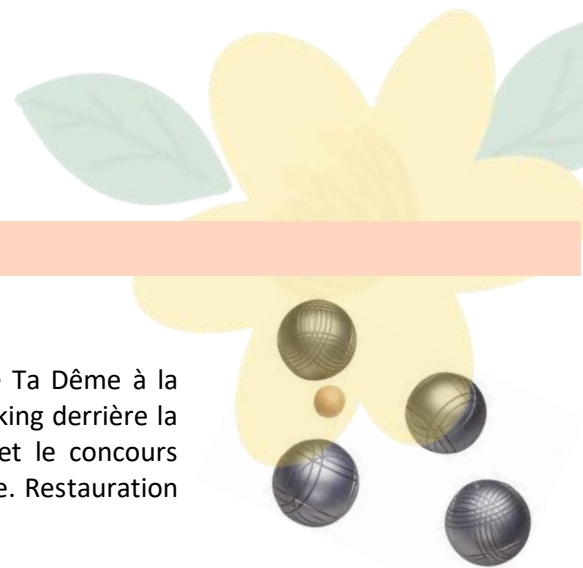 Ta Dême à la
king derrière la
et le concours
e. Restauration